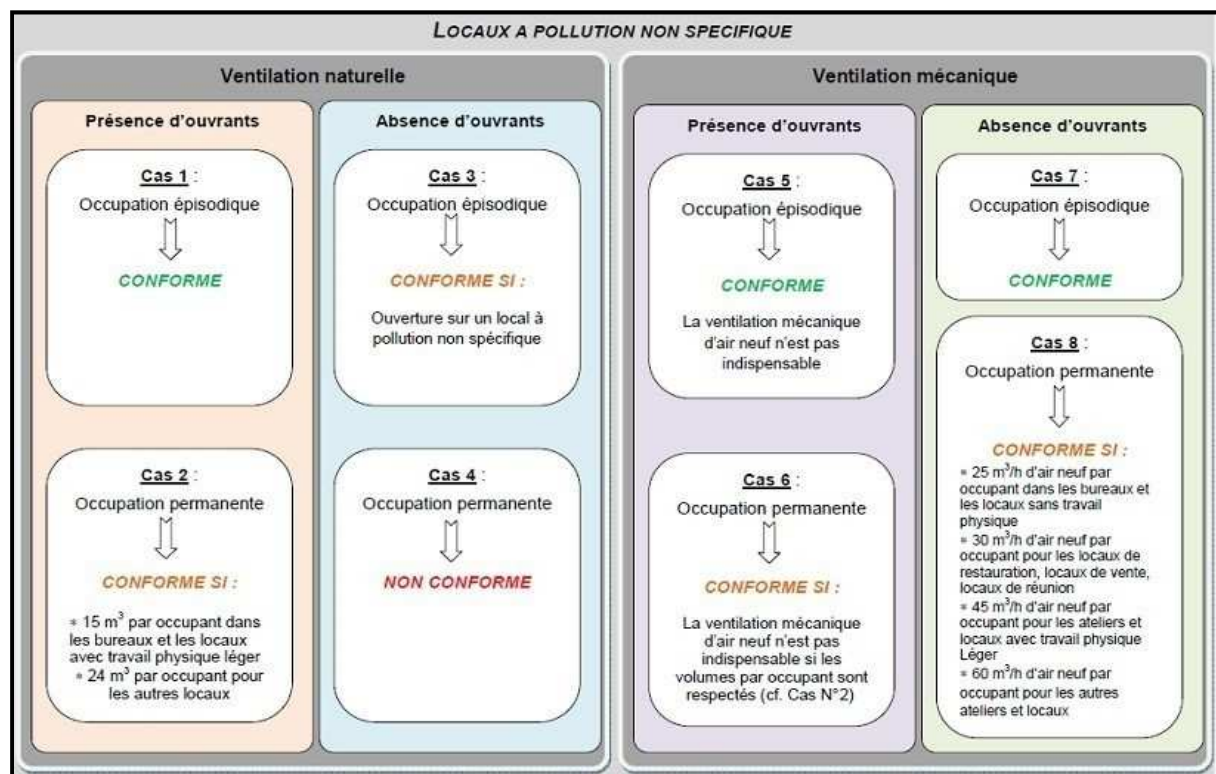 LOCAUX A POLLUTION NON SPECIFIQUE
Ventilation naturelle
Présence d'ouvrants
Cas 1 :
Occupation épisodique
CONFORME
Cas 2 :
Occupation permanente
CONFORME SI :
* 15 m³ par occupant dans
les bureaux et les locaux
avec travail physique léger
* 24 m³ par occupant pour
les autres locaux
Absence d'ouvrants
Cas 3 :
Occupation épisodique
CONFORME SI :
Ouverture sur un local à
pollution non spécifique
Cas 4 :
Occupation permanente
NON CONFORME
Ventilation mécanique
Présence d'ouvrants
Cas 5 :
Occupation épisodique
CONFORME
La ventilation mécanique
d'air neuf n'est pas
indispensable
Cas 6 :
Occupation permanente
CONFORME SI :
La ventilation mécanique
d'air neuf n'est pas
indispensable si les
volumes par occupant sont
respectés (cf. Cas N°2)
Absence d'ouvrants
Cas 7 :
Occupation épisodique
CONFORME
Cas 8 :
Occupation permanente
CONFORME SI :
* 25 m³/h d'air neuf par
occupant dans les bureaux et
les locaux sans travail
physique
* 30 m³/h d'air neuf par
occupant pour les locaux de
restauration, locaux de vente,
locaux de réunion
* 45 m³/h d'air neuf par
occupant pour les ateliers et
locaux avec travail physique
Léger
* 60 m³/h d'air neuf par
occupant pour les autres
ateliers et locaux